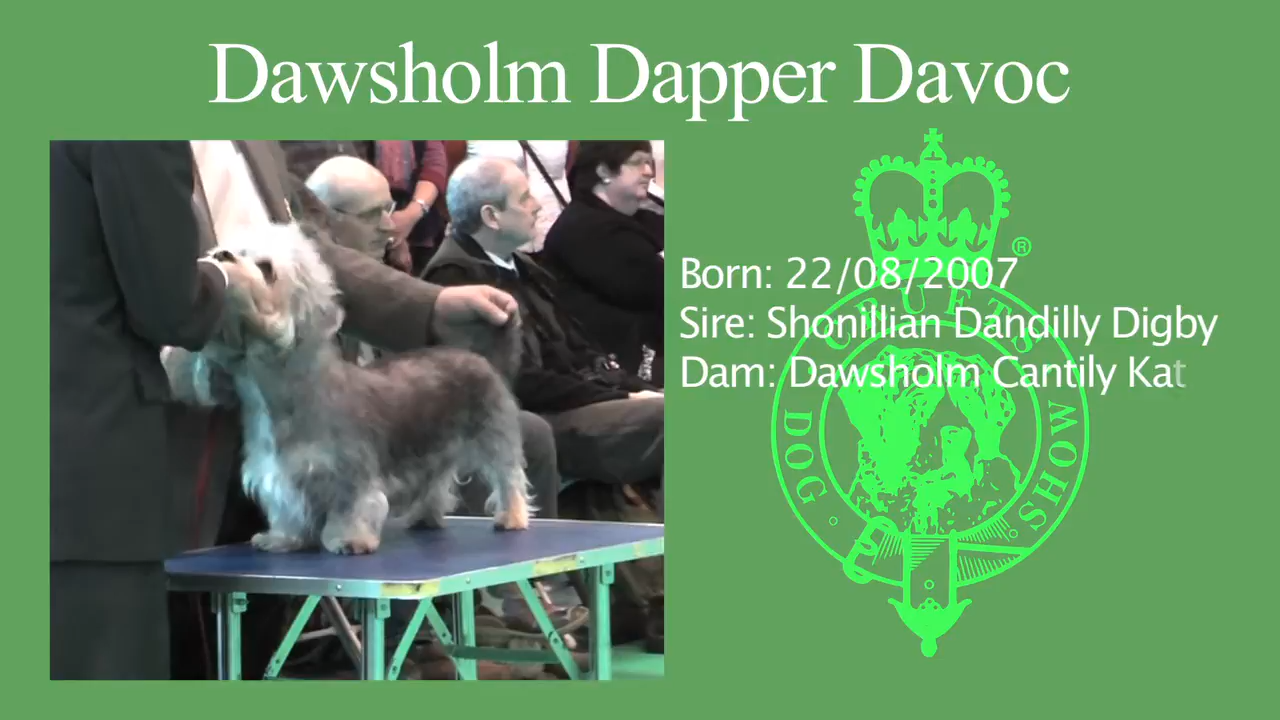 Dawsholm Dapper Davoc
®
Born: 22/08/2007
Sire: Shonillian Dandilly Digby
Dam: Dawsholm Cantily Kat
CRUFTS
DOG SHOW